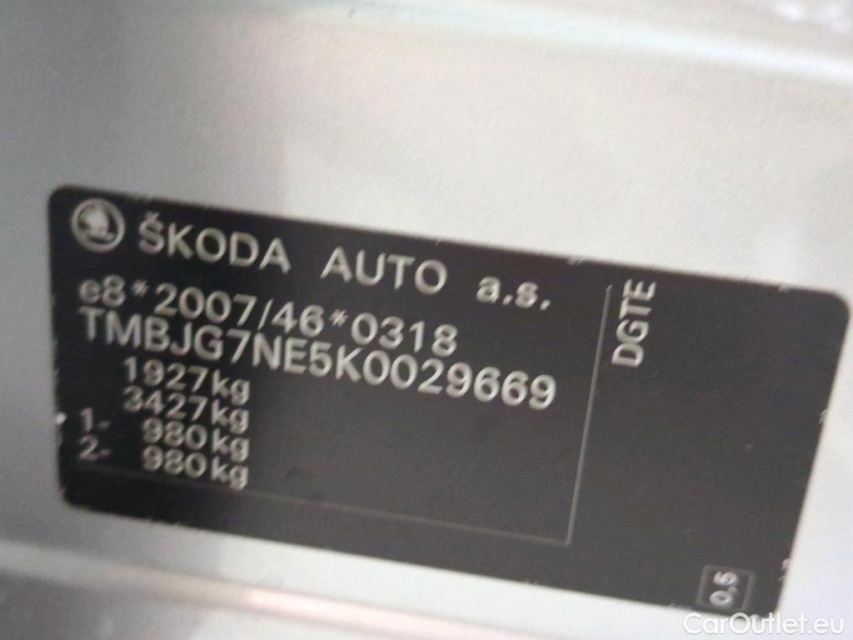 ŠKODA AUTO a.s.
e8*2007/46*0318
TMBJG7NE5K0029669
1927kg
3427kg
1- 980kg
2- 980kg
DGTE
0,5
CarOutlet.eu